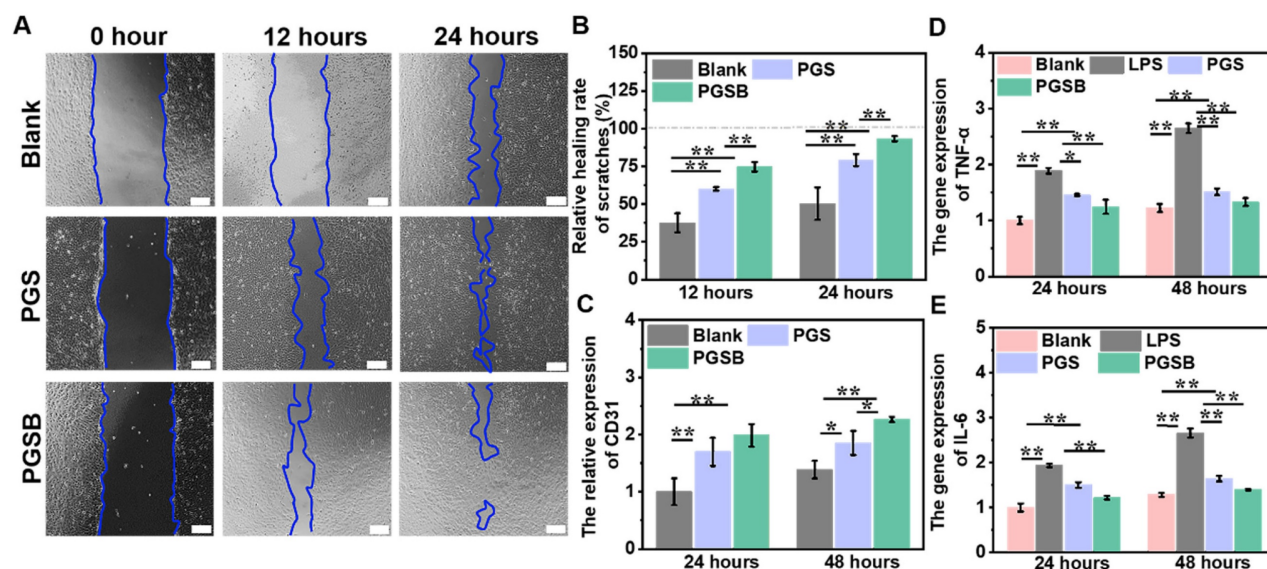 A
0 hour
12 hours
24 hours
Blank
PGS
PGSB
B
Relative healing rate
of scratches (%)
150
125
100
75
50
25
0
Blank
PGS
PGSB
**
**
**
**
**
**
12 hours
24 hours
C
The relative expression
of CD31
4
3
2
1
0
Blank
PGS
PGSB
**
**
**
*
*
24 hours
48 hours
D
The gene expression
of TNF-α
4
3
2
1
0
Blank
LPS
PGS
PGSB
**
**
**
*
**
**
**
**
24 hours
48 hours
E
The gene expression
of IL-6
5
4
3
2
1
0
Blank
LPS
PGS
PGSB
**
**
**
**
**
**
**
24 hours
48 hours